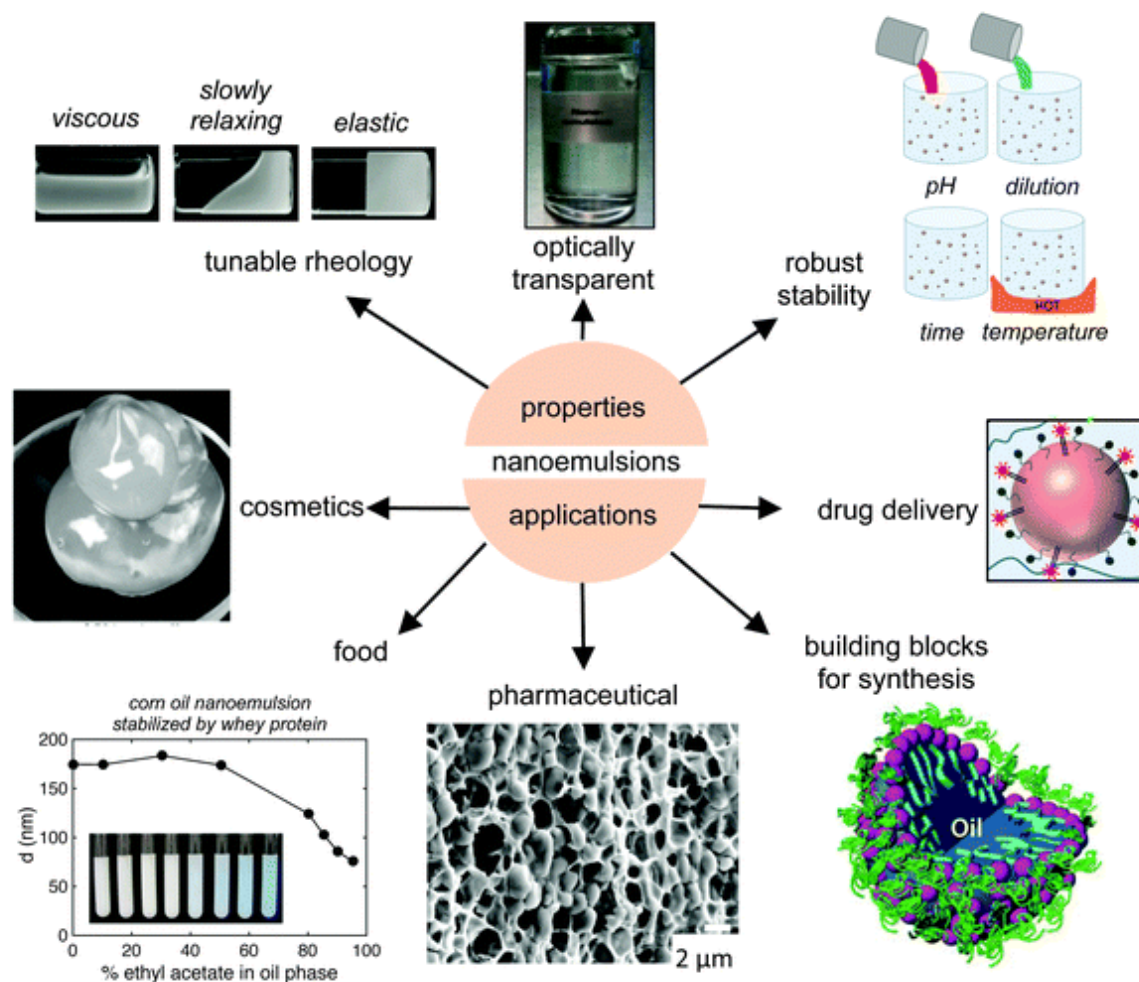 viscous
slowly
relaxing
elastic
tunable rheology
optically
transparent
pH
dilution
time
temperature
HOT
robust
stability
properties
nanoemulsions
applications
cosmetics
drug delivery
food
pharmaceutical
building blocks
for synthesis
corn oil nanoemulsion
stabilized by whey protein
200
150
100
50
0
d (nm)
0
20
40
60
80
100
% ethyl acetate in oil phase
2 μm
Oil